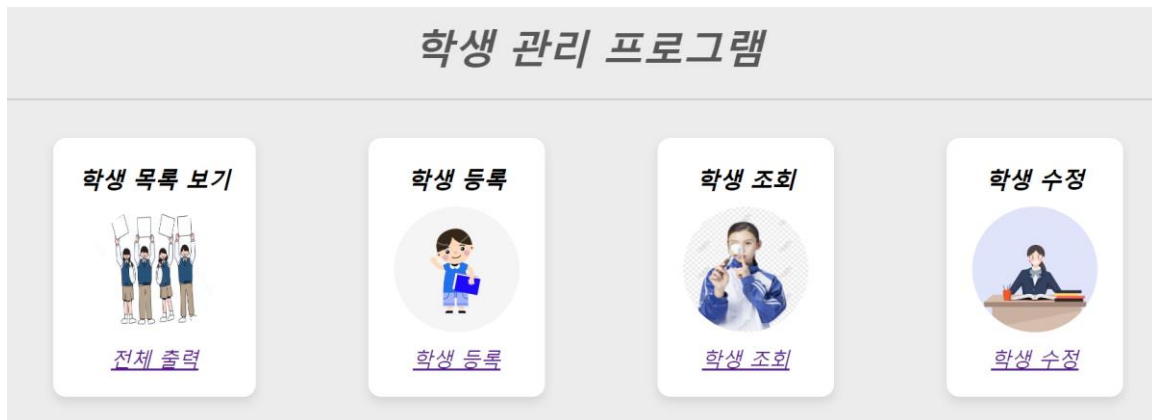 학생 관리 프로그램
학생 목록 보기
전체 출력
학생 등록
학생 등록
학생 조회
학생 조회
학생 수정
학생 수정